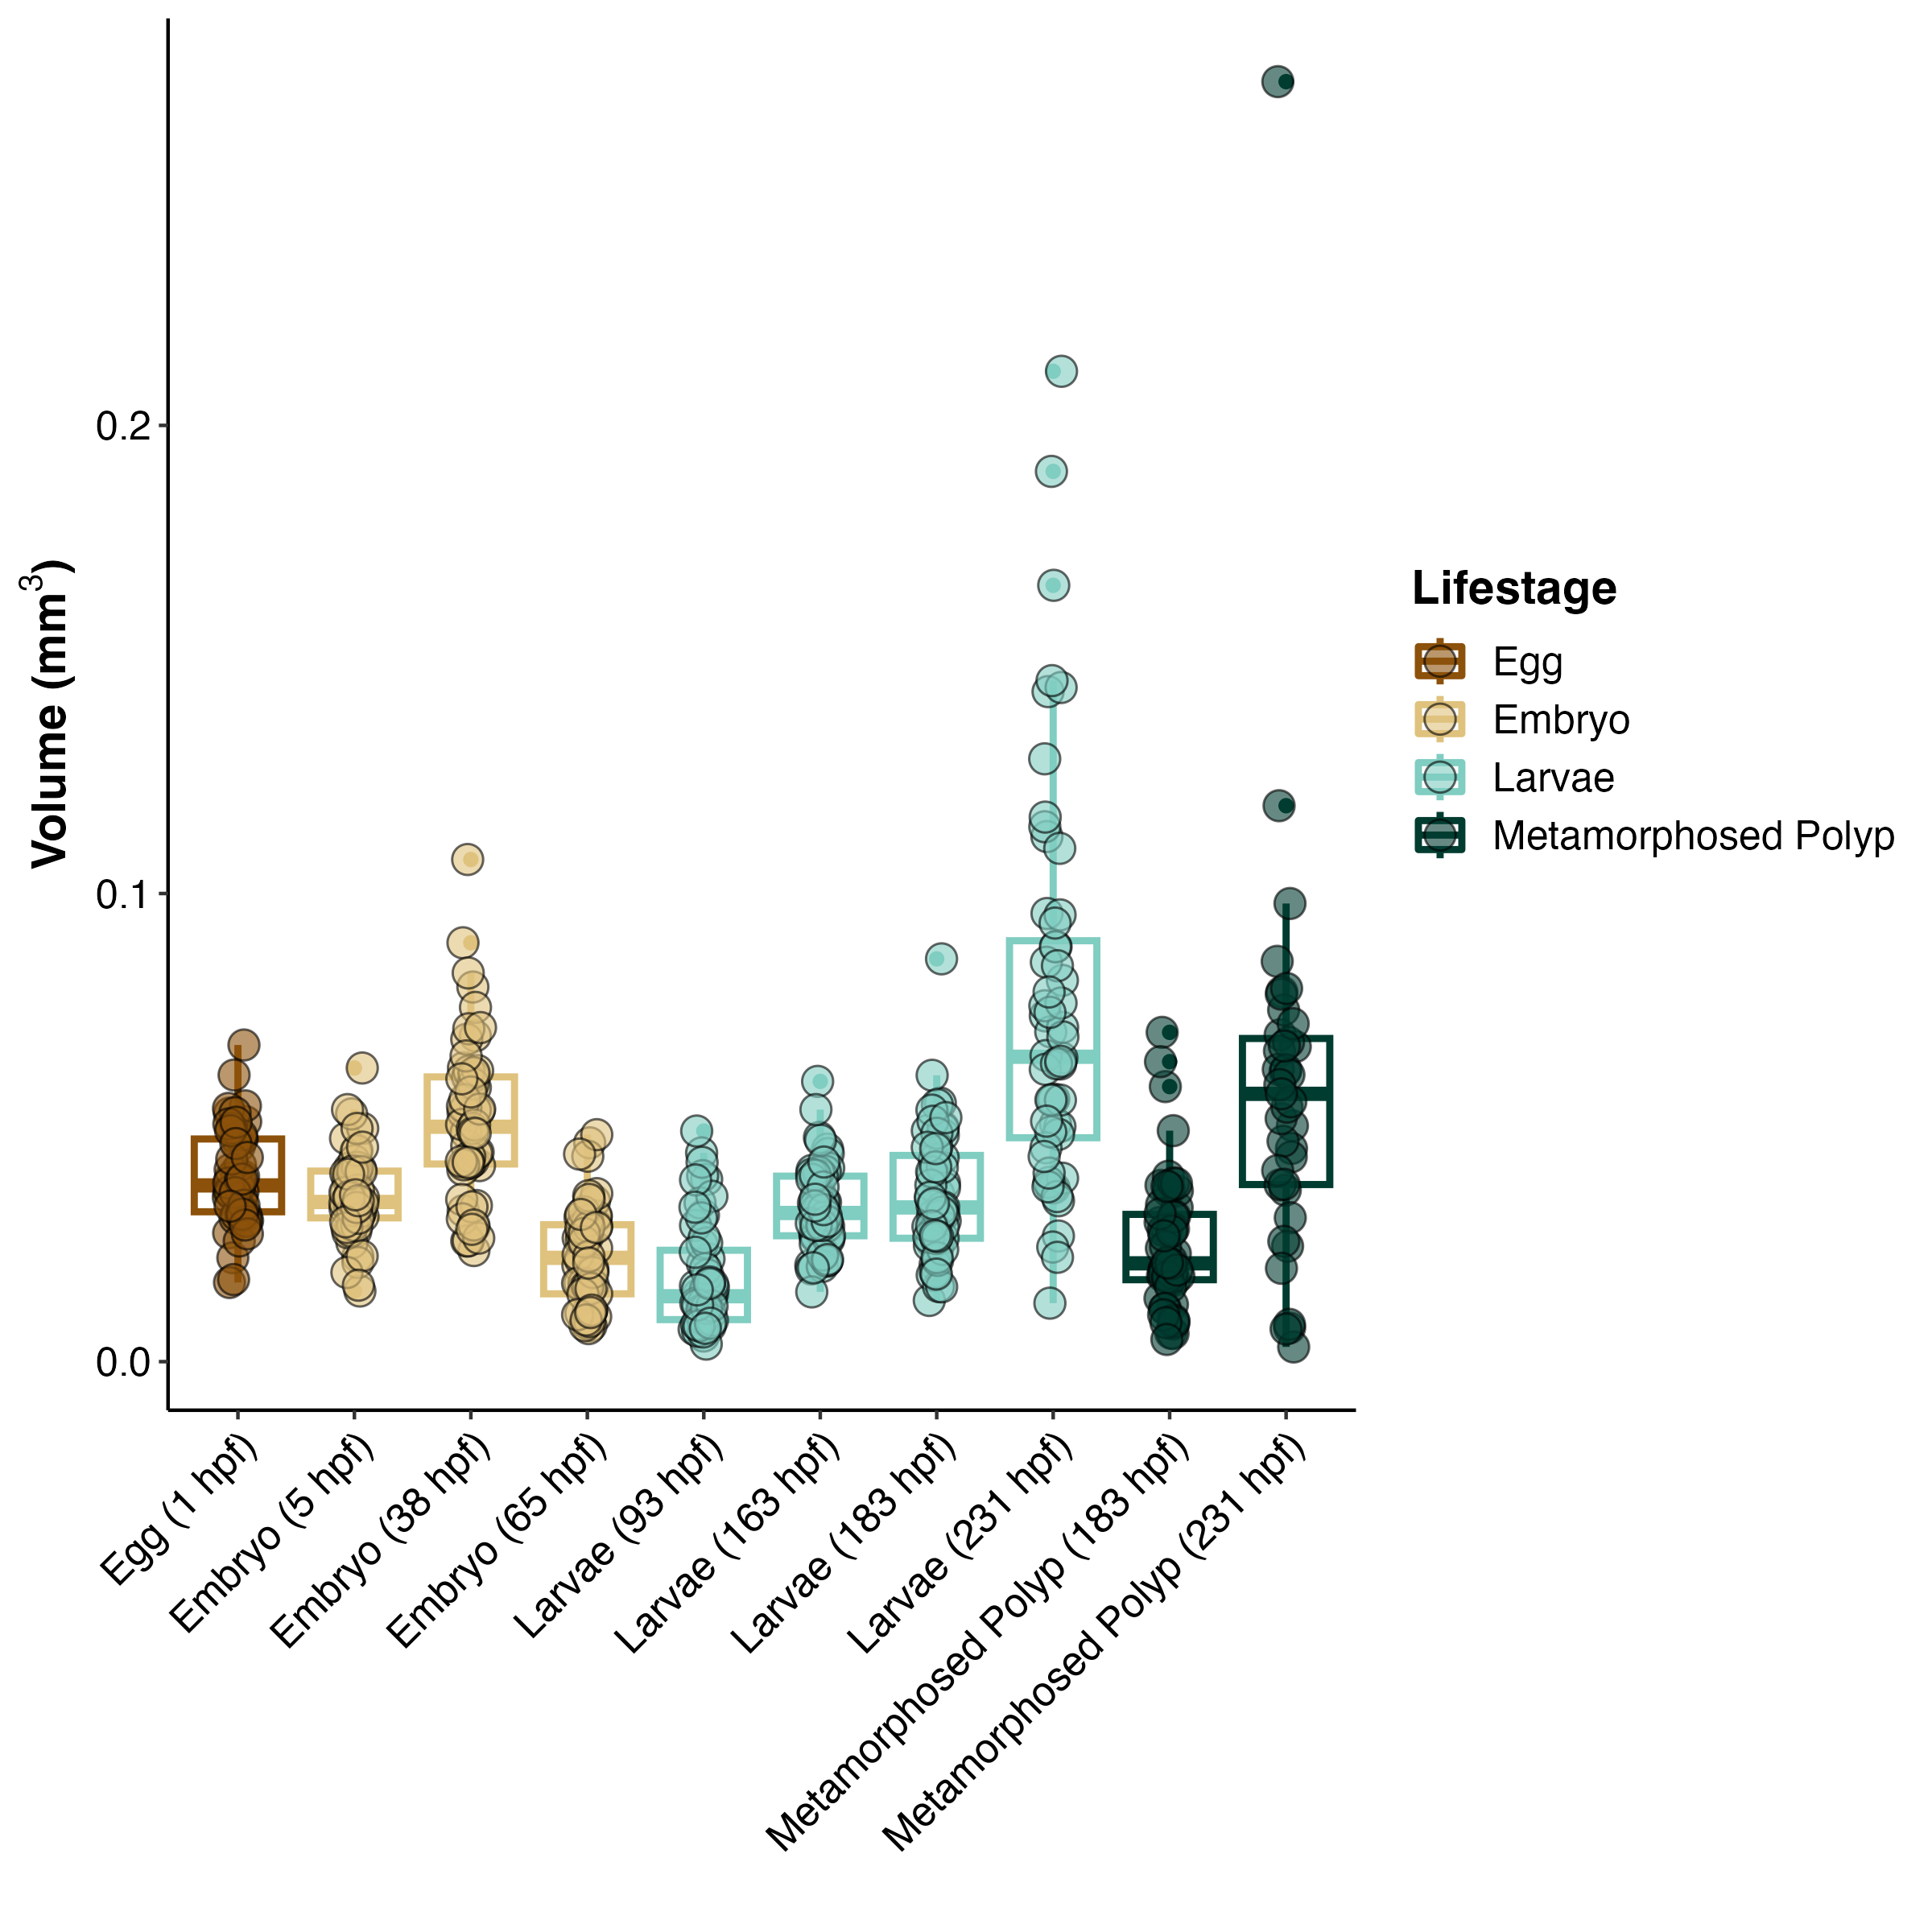 Volume (mm³)
0.2
0.1
0.0
Egg (1 hpf)
Embryo (5 hpf)
Embryo (38 hpf)
Embryo (65 hpf)
Larvae (93 hpf)
Larvae (163 hpf)
Larvae (183 hpf)
Larvae (231 hpf)
Metamorphosed Polyp (183 hpf)
Metamorphosed Polyp (231 hpf)
Lifestage
Egg
Embryo
Larvae
Metamorphosed Polyp